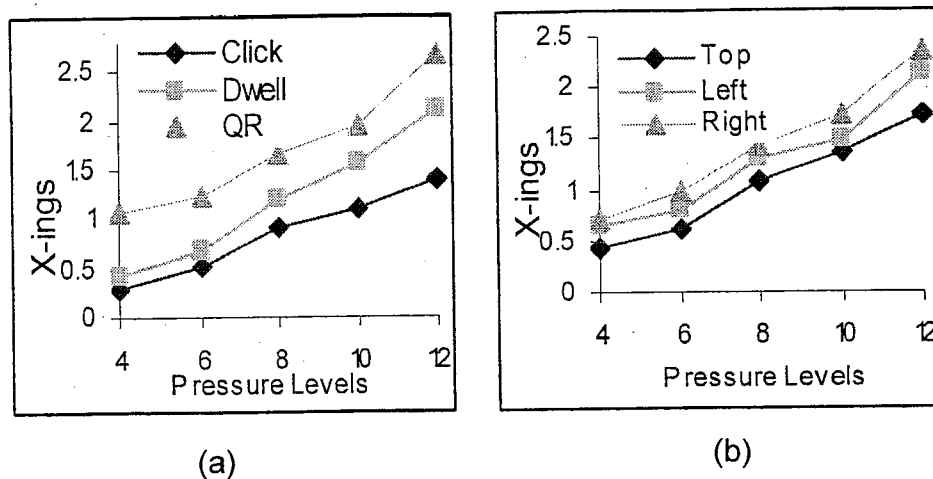 X-ings
2.5
2
1.5
1
0.5
0
Click
Dwell
QR
4 6 8 10 12
Pressure Levels
(a)
X-ings
2.5
2
1.5
1
0.5
0
Top
Left
Right
4 6 8 10 12
Pressure Levels
(b)